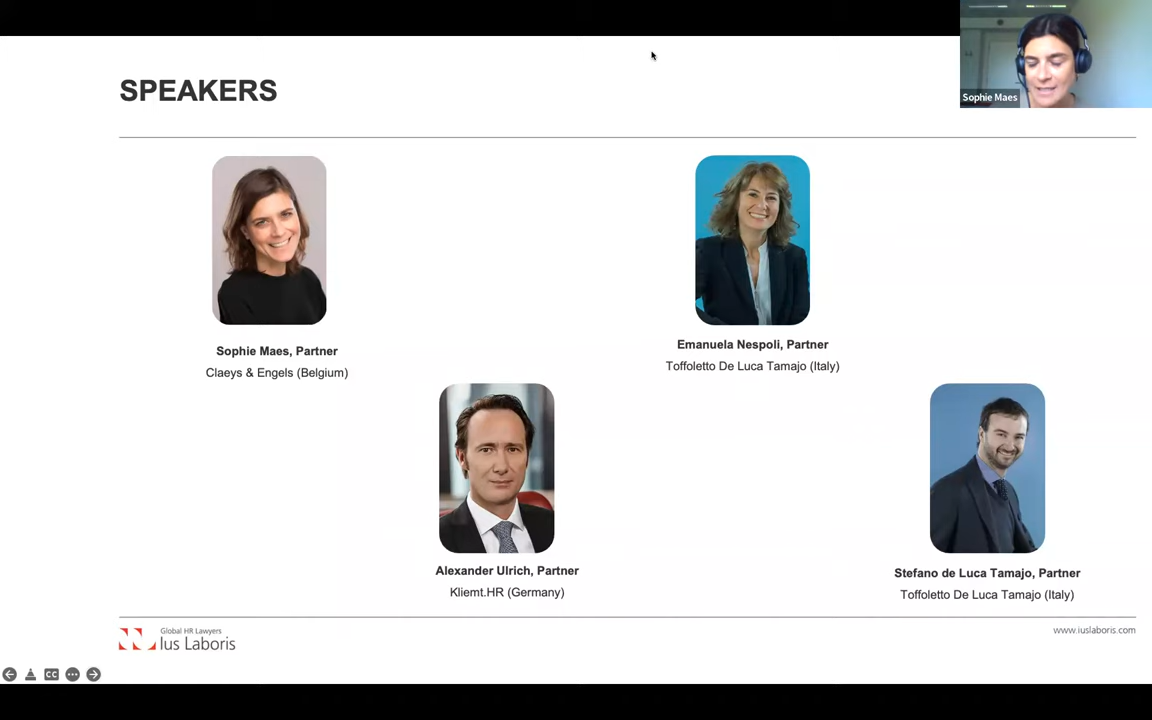 SPEAKERS
Sophie Maes
Sophie Maes, Partner
Claeys & Engels (Belgium)
Emanuela Nespoli, Partner
Toffoletto De Luca Tamajo (Italy)
Alexander Ulrich, Partner
Kliemt.HR (Germany)
Stefano de Luca Tamajo, Partner
Toffoletto De Luca Tamajo (Italy)
Global HR Lawyers
Ius Laboris
www.iuslaboris.com
CC